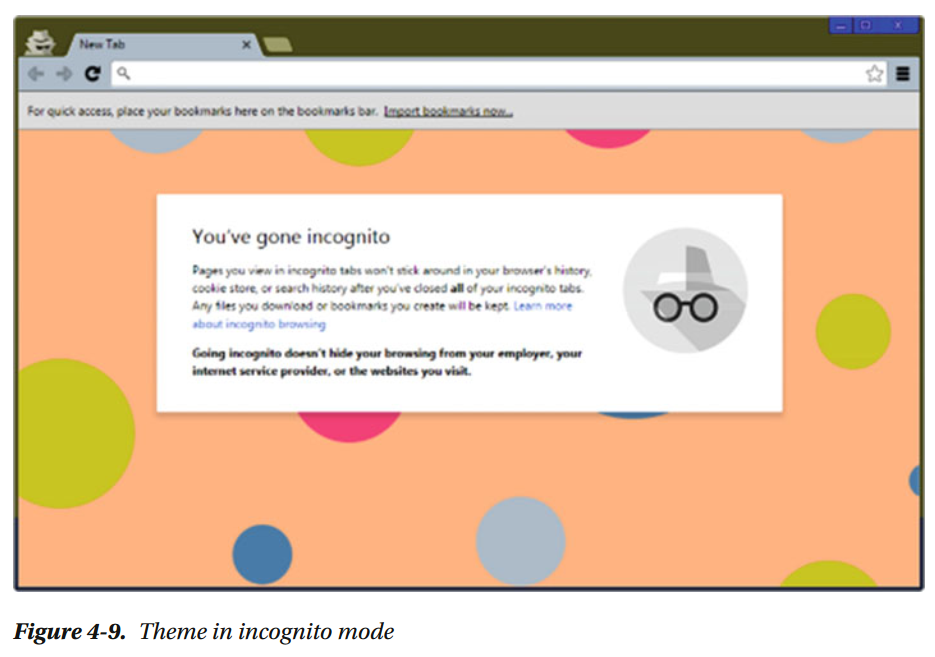 New Tab
For quick access, place your bookmarks here on the bookmarks bar. Import bookmarks now...
You've gone incognito
Pages you view in incognito tabs won't stick around in your browser's history,
cookie store, or search history after you've closed all of your incognito tabs.
Any files you download or bookmarks you create will be kept. Learn more
about incognito browsing
Going incognito doesn't hide your browsing from your employer, your
internet service provider, or the websites you visit.
Figure 4-9. Theme in incognito mode